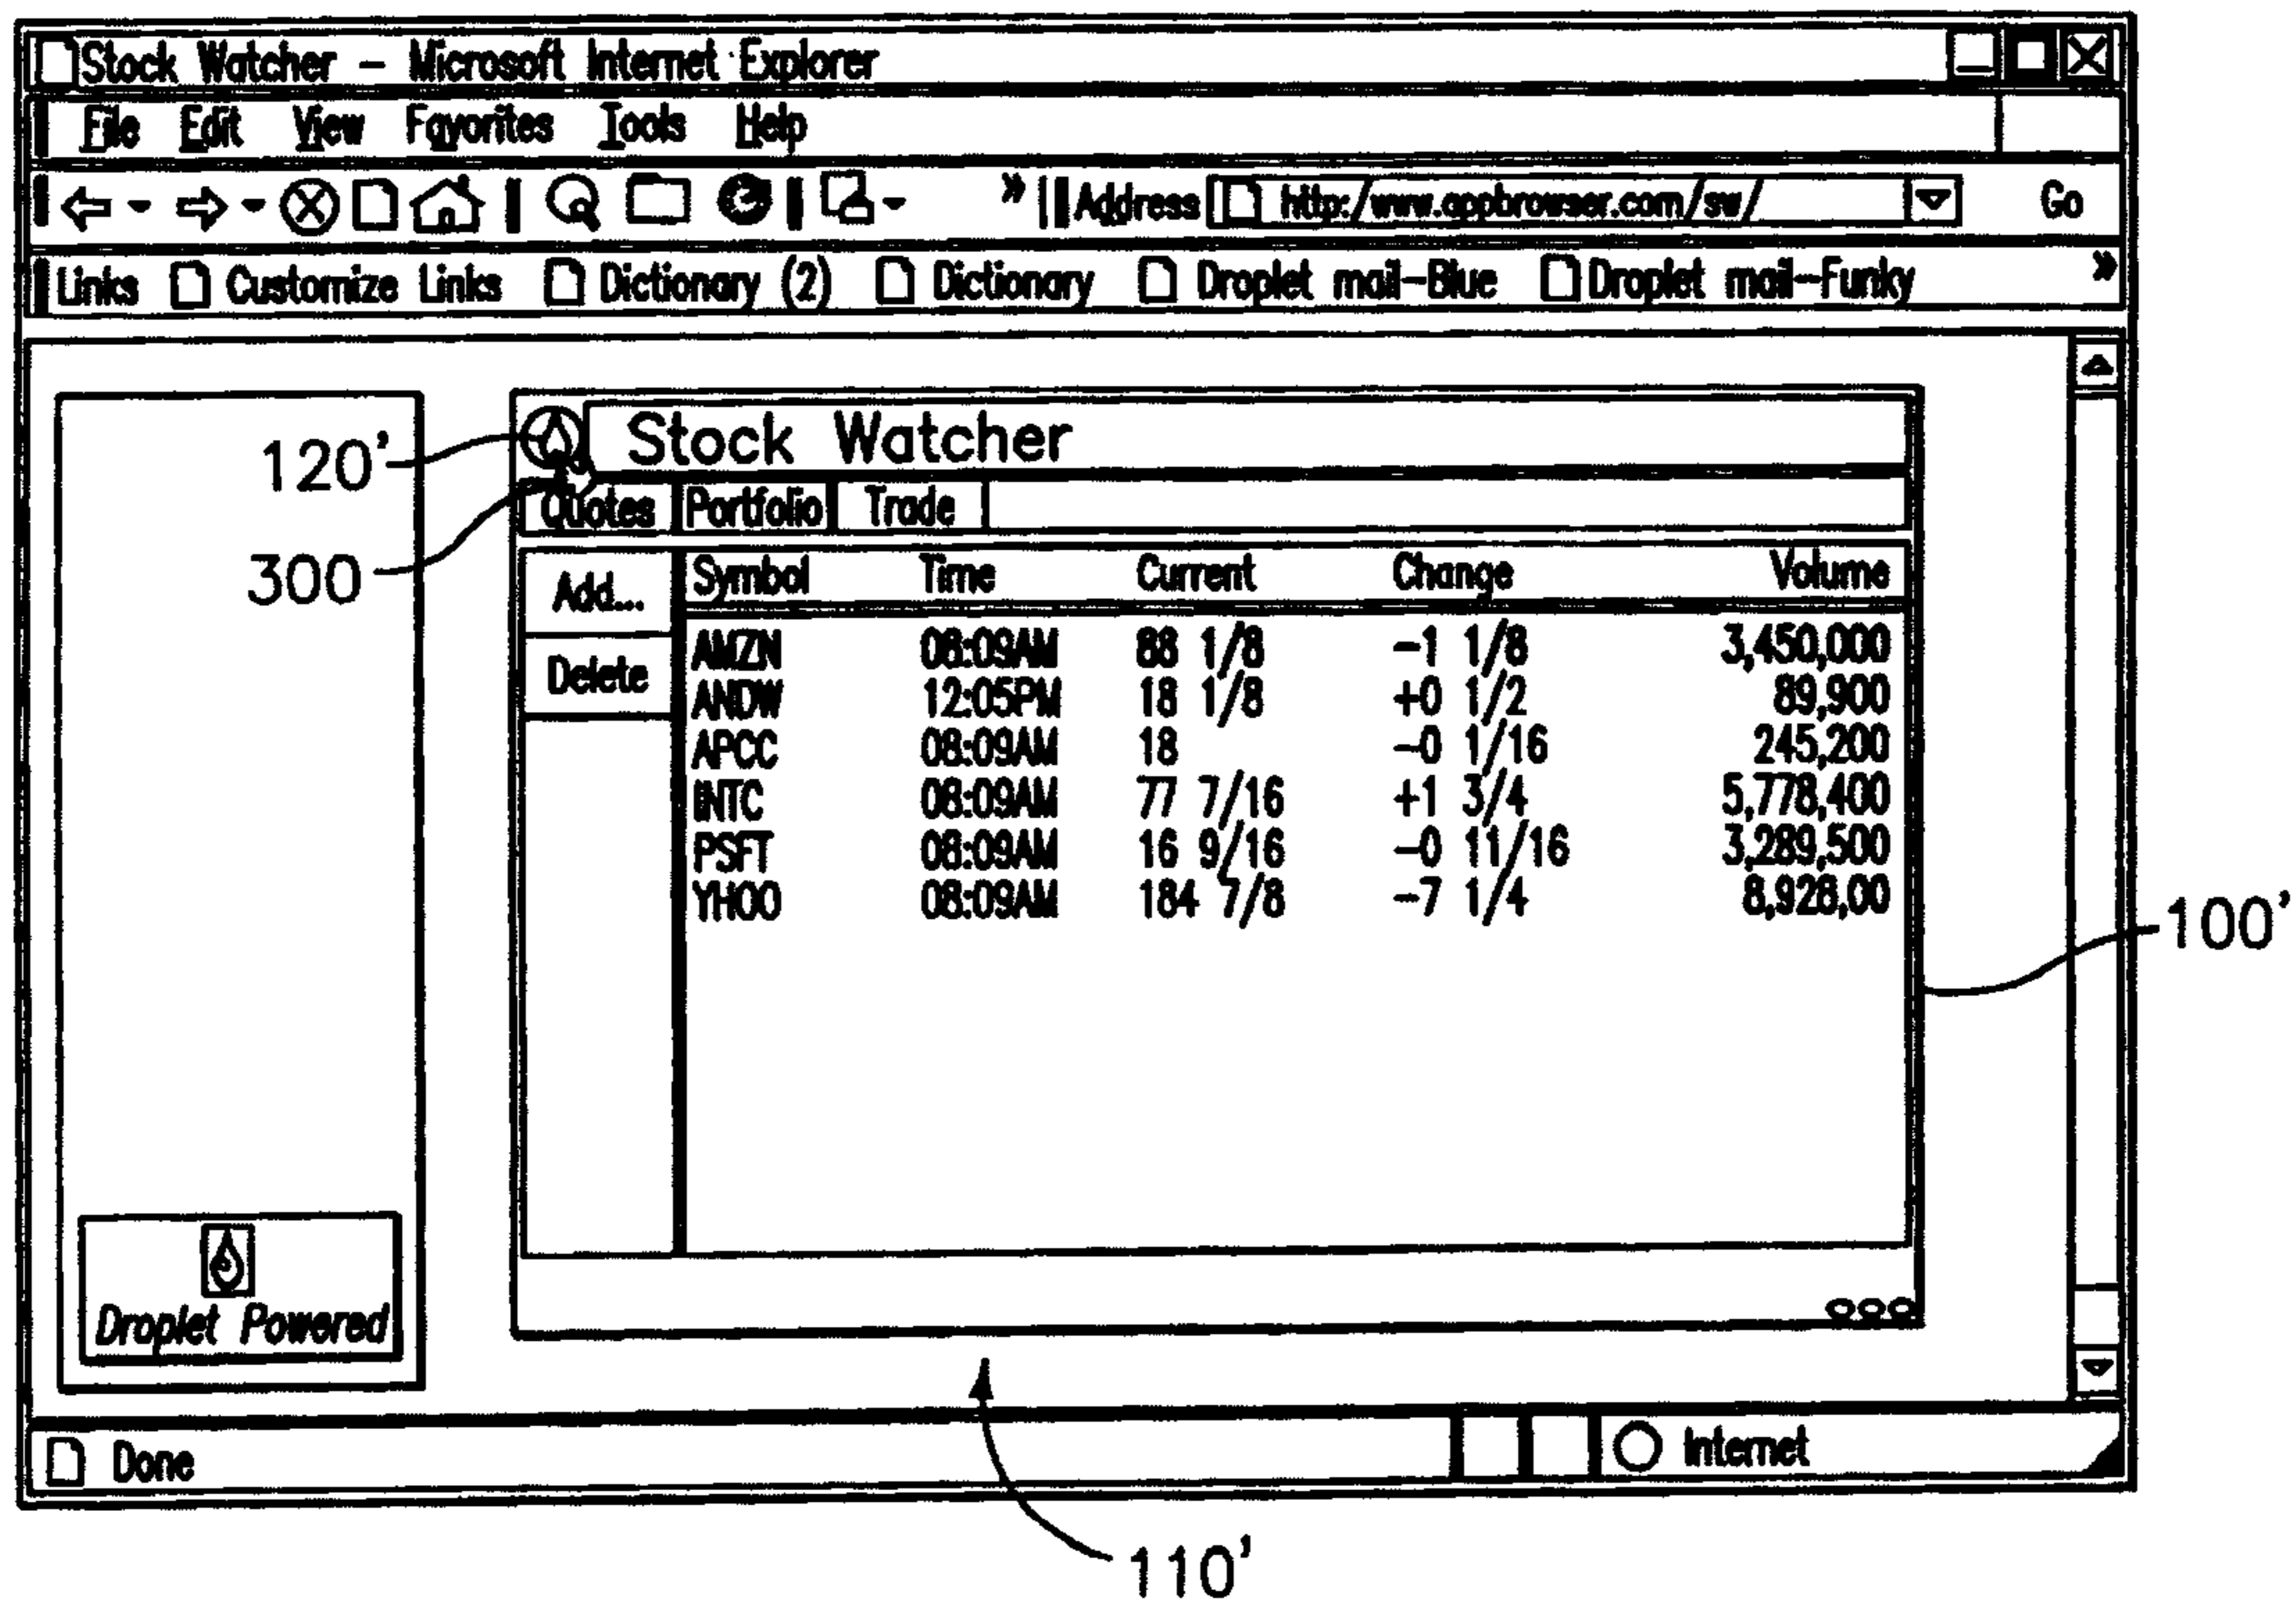 Stock Watcher - Microsoft Internet Explorer
File Edit View Favorites Tools Help
» Address http:/www.appbrowser.com/sw/ Go
Links Customize Links Dictionary (2) Dictionary Droplet mail-Blue Droplet mail-Funky »
120' Stock Watcher
300 Quotes Portfolio Trade
Add... Symbol Time Current Change Volume
AMZN 08:09AM 88 1/8 -1 1/8 3,450,000
Delete
ANDW 12:05PM 18 1/8 +0 1/2 89,900
APCC 08:09AM 18 -0 1/16 245,200
INTC 08:09AM 77 7/16 +1 3/4 5,778,400
PSFT 08:09AM 16 9/16 -0 11/16 3,289,500
YHOO 08:09AM 184 7/8 -7 1/4 8,928,00
100'
Droplet Powered
Done Internet
110'